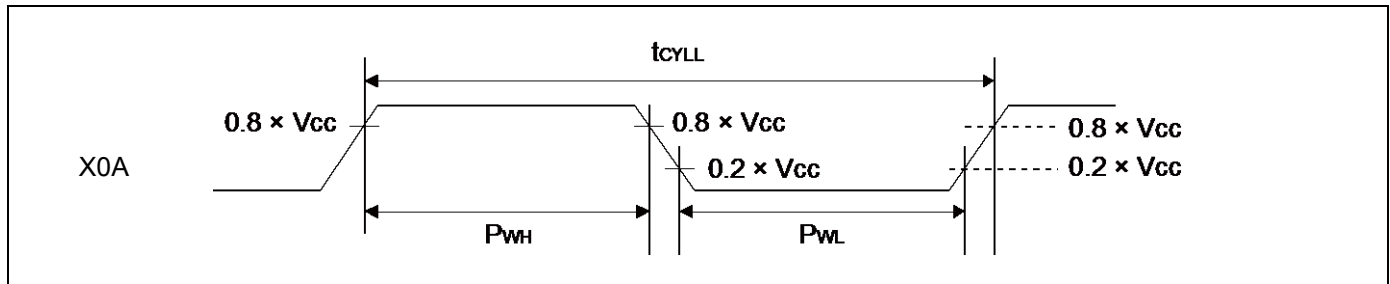 tCYLL
0.8 × Vcc
0.8 × Vcc
0.8 × Vcc
X0A
0.2 × Vcc
0.2 × Vcc
PWH
PWL